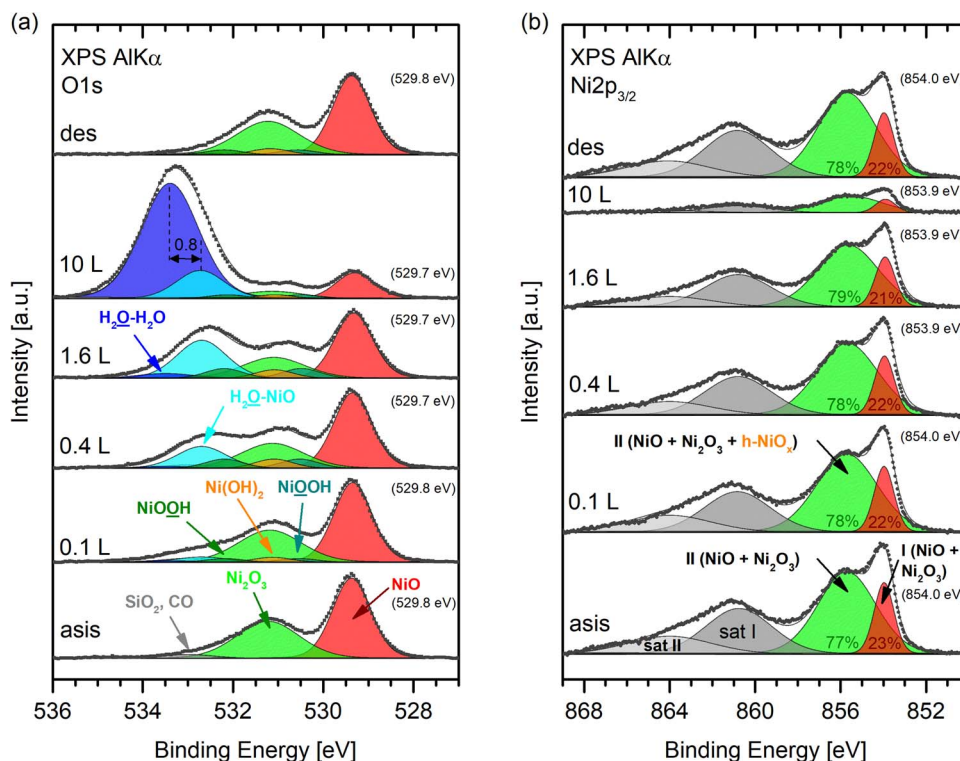 (a)
XPS AlKα
O1s
(529.8 eV)
des
10 L
0.8
(529.7 eV)
H2O-H2O
(529.7 eV)
1.6 L
H2O-NiO
(529.7 eV)
0.4 L
Ni(OH)2
NiOOH
NiOOH
(529.8 eV)
0.1 L
Ni2O3
SiO2, CO
NiO
(529.8 eV)
asis
536 534 532 530 528
Binding Energy [eV]
Intensity [a.u.]
(b)
XPS AlKα
Ni2p3/2
(854.0 eV)
des
78% 22%
10 L
(853.9 eV)
(853.9 eV)
1.6 L
79% 21%
(853.9 eV)
0.4 L
78% 22%
II (NiO + Ni2O3 + h-NiOx)
(854.0 eV)
0.1 L
78% 22%
II (NiO + Ni2O3)
I (NiO +
Ni2O3)
(854.0 eV)
asis
sat II
sat I
77% 23%
868 864 860 856 852
Binding Energy [eV]
Intensity [a.u.]